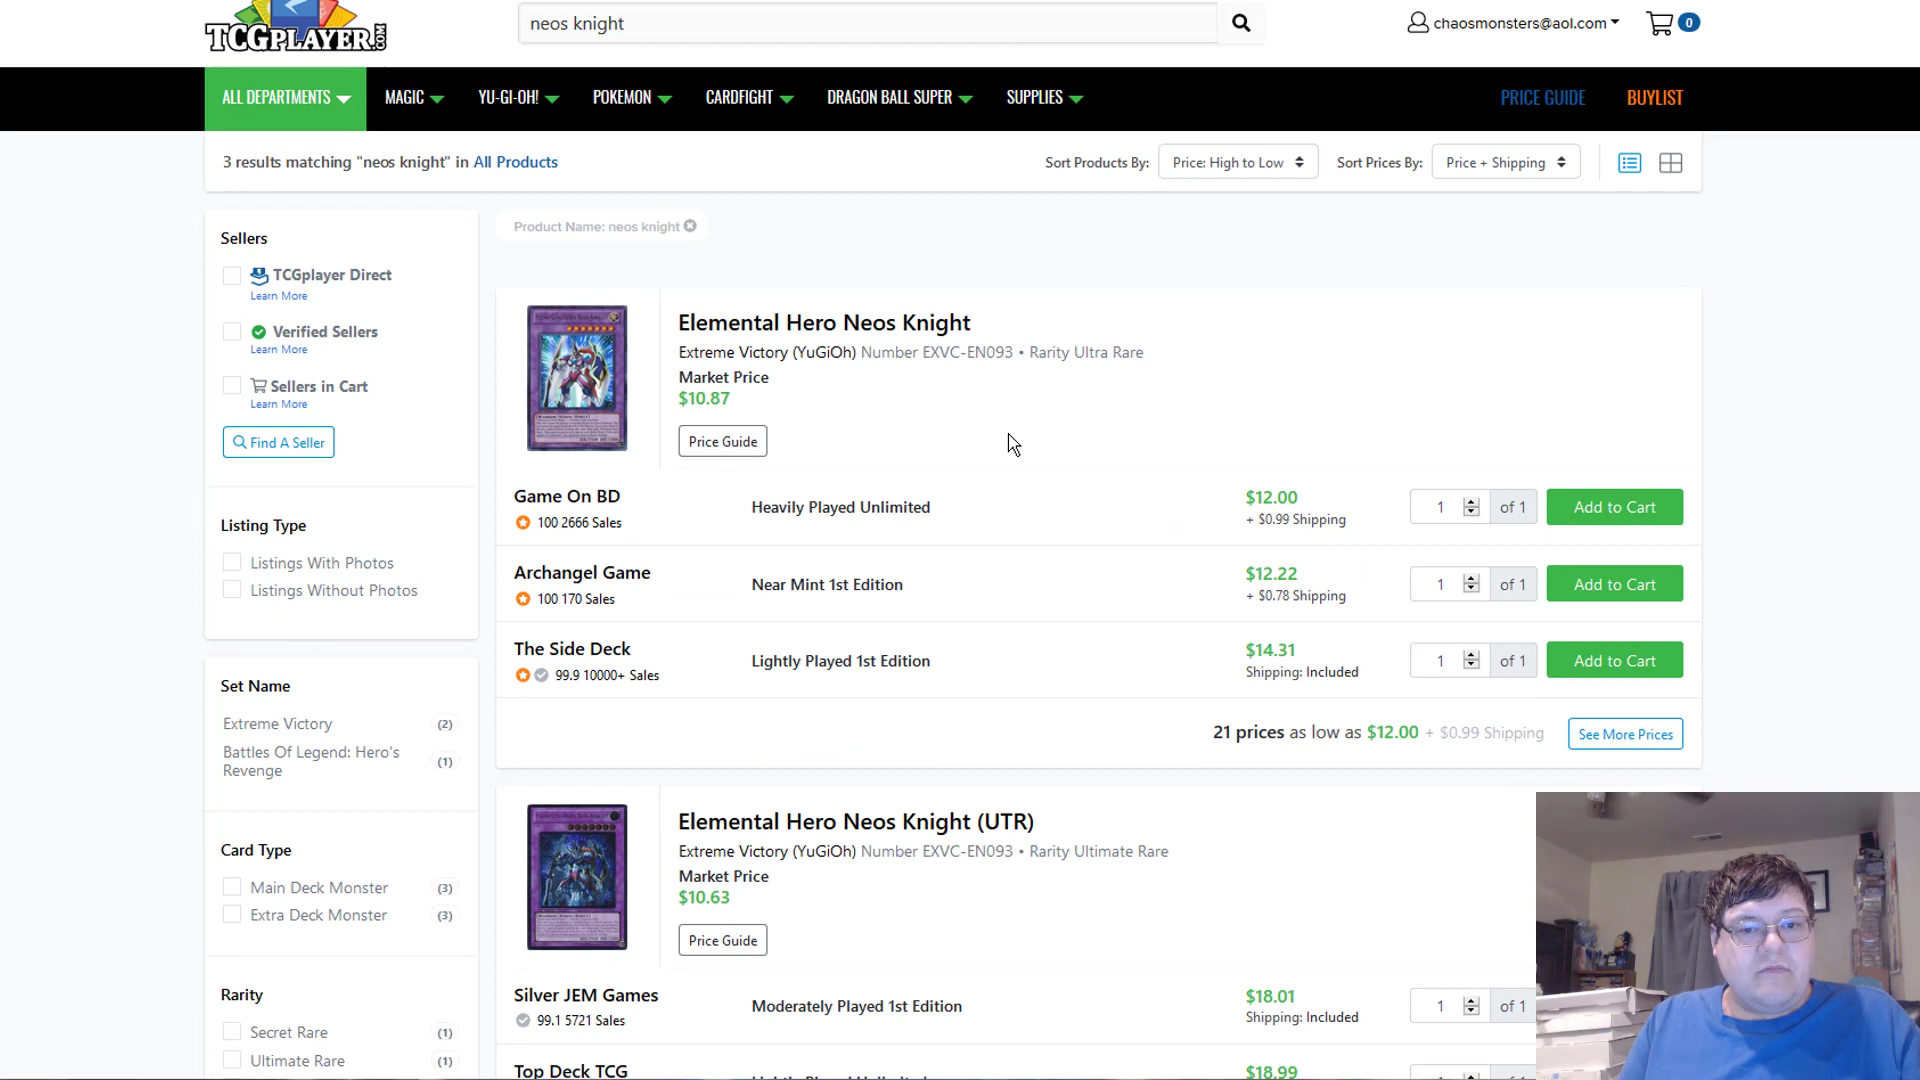 TCGPLAYER.COM
neos knight
chaosmonsters@aol.com
0
ALL DEPARTMENTS
MAGIC
YU-GI-OH!
POKEMON
CARDFIGHT
DRAGON BALL SUPER
SUPPLIES
PRICE GUIDE
BUYLIST
3 results matching "neos knight" in All Products
Sort Products By: Price: High to Low
Sort Prices By: Price + Shipping
Sellers
TCGplayer Direct
Learn More
Verified Sellers
Learn More
Sellers in Cart
Learn More
Find A Seller
Listing Type
Listings With Photos
Listings Without Photos
Set Name
Extreme Victory (2)
Battles Of Legend: Hero's
Revenge (1)
Card Type
Main Deck Monster (3)
Extra Deck Monster (3)
Rarity
Secret Rare (1)
Ultimate Rare (1)
Product Name: neos knight
Elemental Hero Neos Knight
Extreme Victory (YuGiOh) Number EXVC-EN093 • Rarity Ultra Rare
Market Price
$10.87
Price Guide
Game On BD
100 2666 Sales
Heavily Played Unlimited
$12.00
+ $0.99 Shipping
1 of 1
Add to Cart
Archangel Game
100 170 Sales
Near Mint 1st Edition
$12.22
+ $0.78 Shipping
1 of 1
Add to Cart
The Side Deck
99.9 10000+ Sales
Lightly Played 1st Edition
$14.31
Shipping: Included
1 of 1
Add to Cart
21 prices as low as $12.00 + $0.99 Shipping
See More Prices
Elemental Hero Neos Knight (UTR)
Extreme Victory (YuGiOh) Number EXVC-EN093 • Rarity Ultimate Rare
Market Price
$10.63
Price Guide
Silver JEM Games
99.1 5721 Sales
Moderately Played 1st Edition
$18.01
Shipping: Included
1 of 1
Top Deck TCG
$18.99